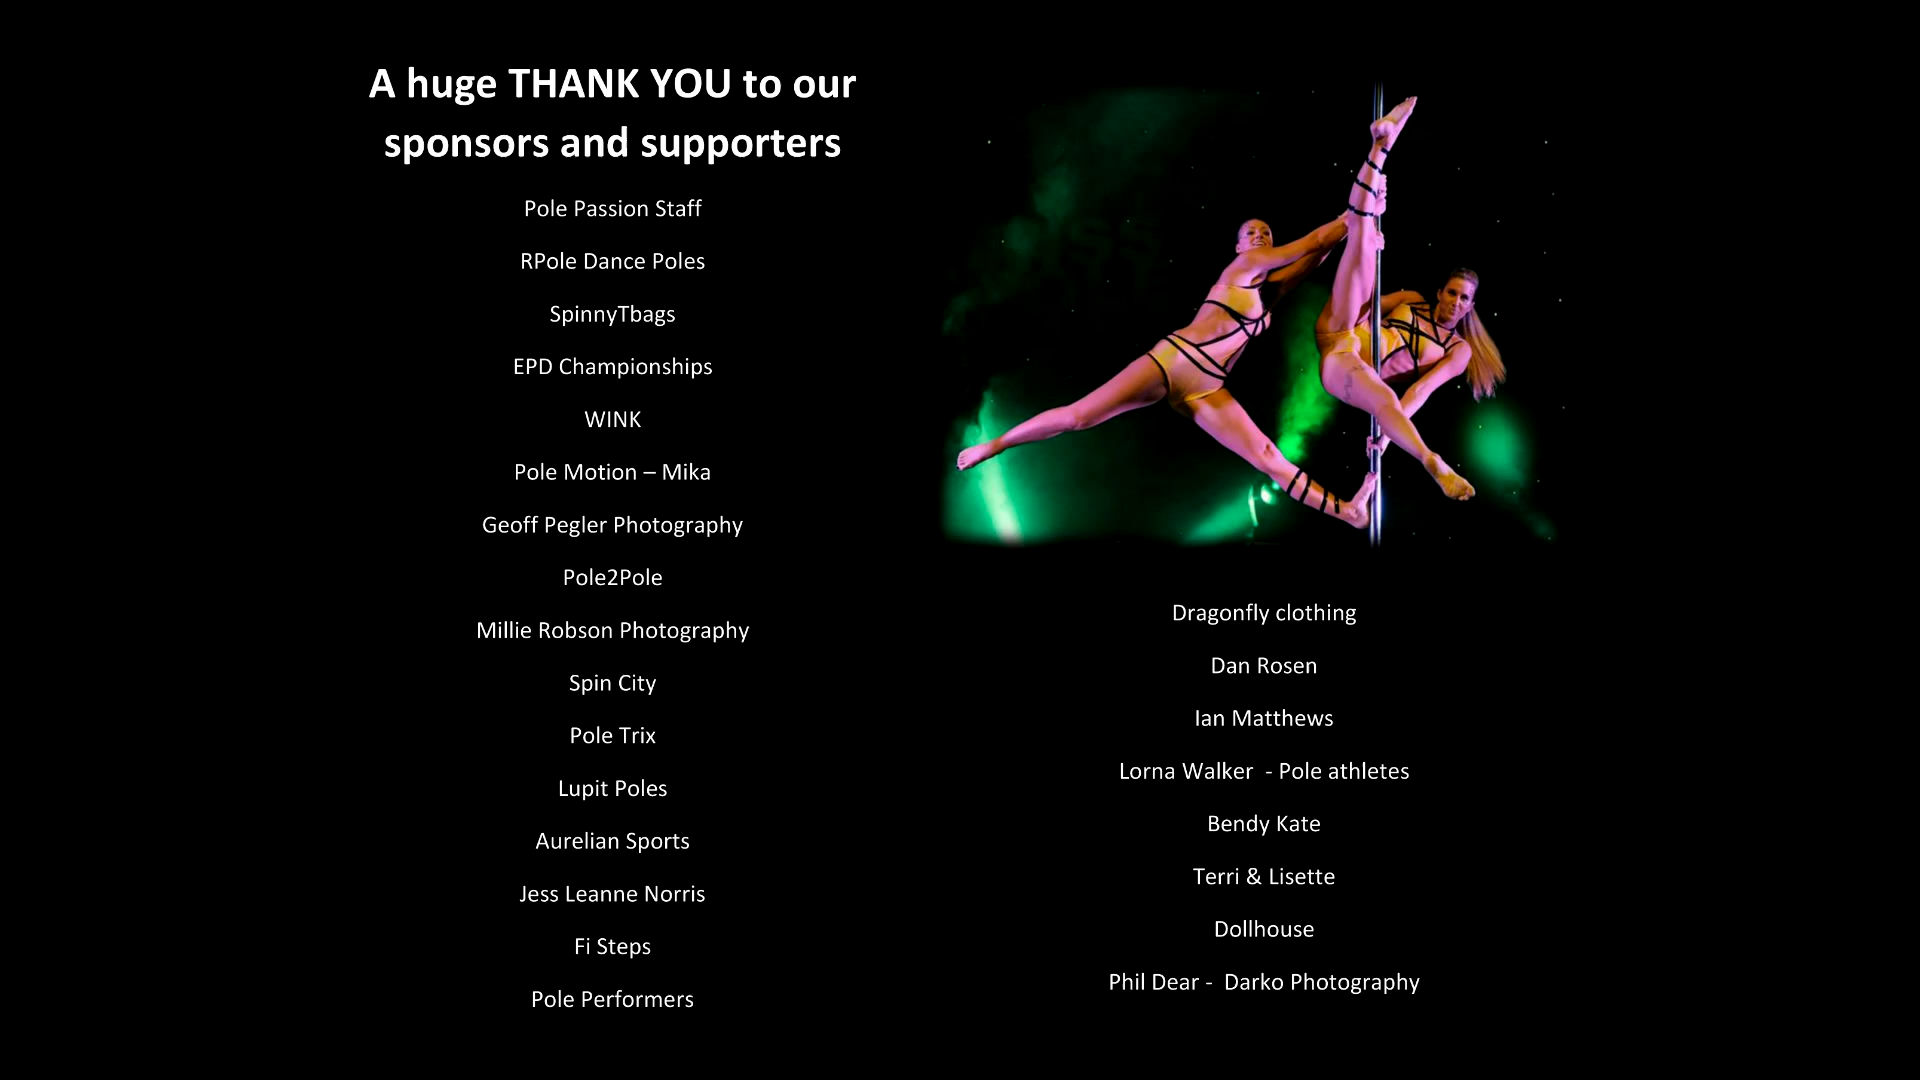 A huge THANK YOU to our
sponsors and supporters
Pole Passion Staff
RPole Dance Poles
SpinnyTbags
EPD Championships
WINK
Pole Motion – Mika
Geoff Pegler Photography
Pole2Pole
Millie Robson Photography
Spin City
Pole Trix
Lupit Poles
Aurelian Sports
Jess Leanne Norris
Fi Steps
Pole Performers
Dragonfly clothing
Dan Rosen
Ian Matthews
Lorna Walker  - Pole athletes
Bendy Kate
Terri & Lisette
Dollhouse
Phil Dear -  Darko Photography